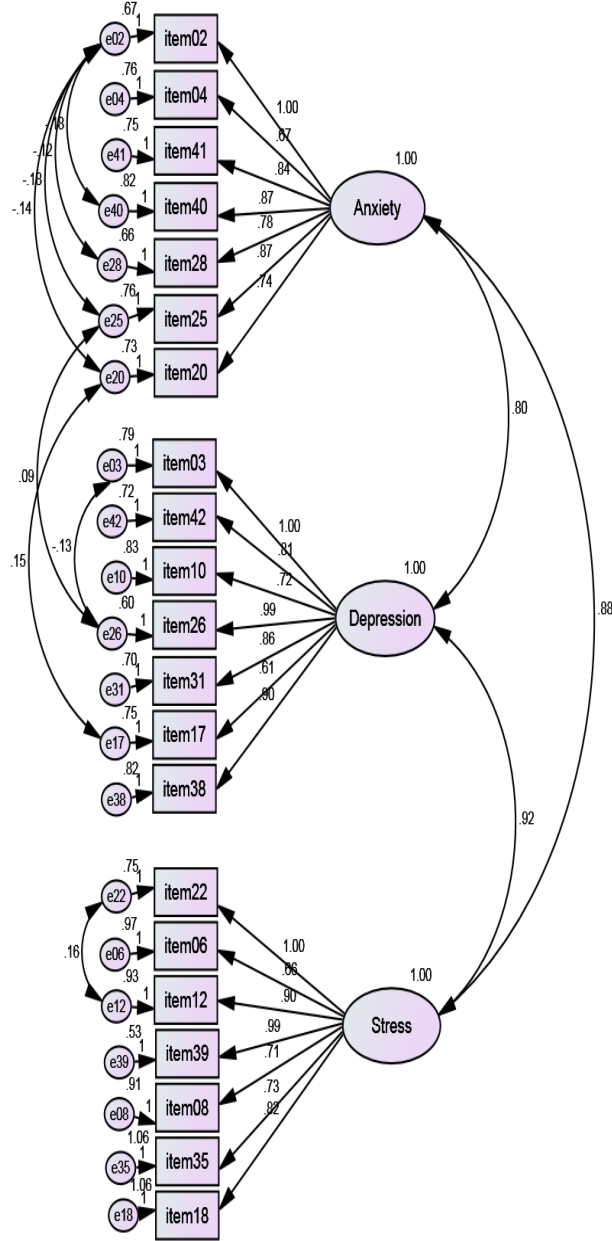 .67
e02 1 item02
.76
e04 1 item04
.75
e41 1 item41
.82
e40 1 item40
.66
e28 1 item28
.76
e25 1 item25
.73
e20 1 item20
-.18
-.12
-.13
-.14
1.00
.67
.84
.87
.78
.87
.74
1.00
Anxiety
.80
.88
.79
e03 1 item03
.72
e42 1 item42
.83
e10 1 item10
.60
e26 1 item26
.70
e31 1 item31
.75
e17 1 item17
.82
e38 1 item38
.09
.15
-.13
1.00
.81
.72
.99
.86
.61
.90
1.00
Depression
.92
.75
e22 1 item22
.97
e06 1 item06
.93
e12 1 item12
.53
e39 1 item39
.91
e08 1 item08
1.06
e35 1 item35
1.06
e18 1 item18
.16
1.00
.66
.90
.99
.71
.73
.82
1.00
Stress